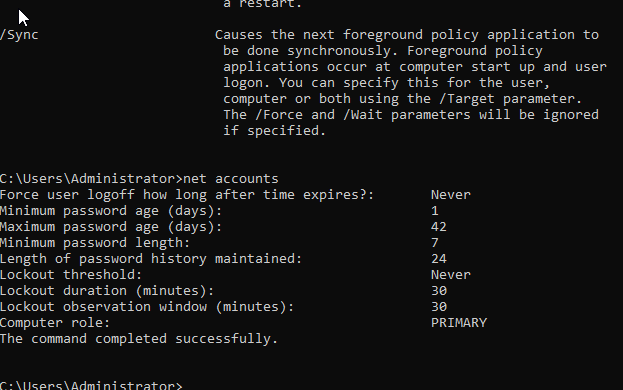 a restart.
/Sync Causes the next foreground policy application to
be done synchronously. Foreground policy
applications occur at computer start up and user
logon. You can specify this for the user,
computer or both using the /Target parameter.
The /Force and /Wait parameters will be ignored
if specified.
C:\Users\Administrator>net accounts
Force user logoff how long after time expires?: Never
Minimum password age (days): 1
Maximum password age (days): 42
Minimum password length: 7
Length of password history maintained: 24
Lockout threshold: Never
Lockout duration (minutes): 30
Lockout observation window (minutes): 30
Computer role: PRIMARY
The command completed successfully.
C:\Users\Administrator>